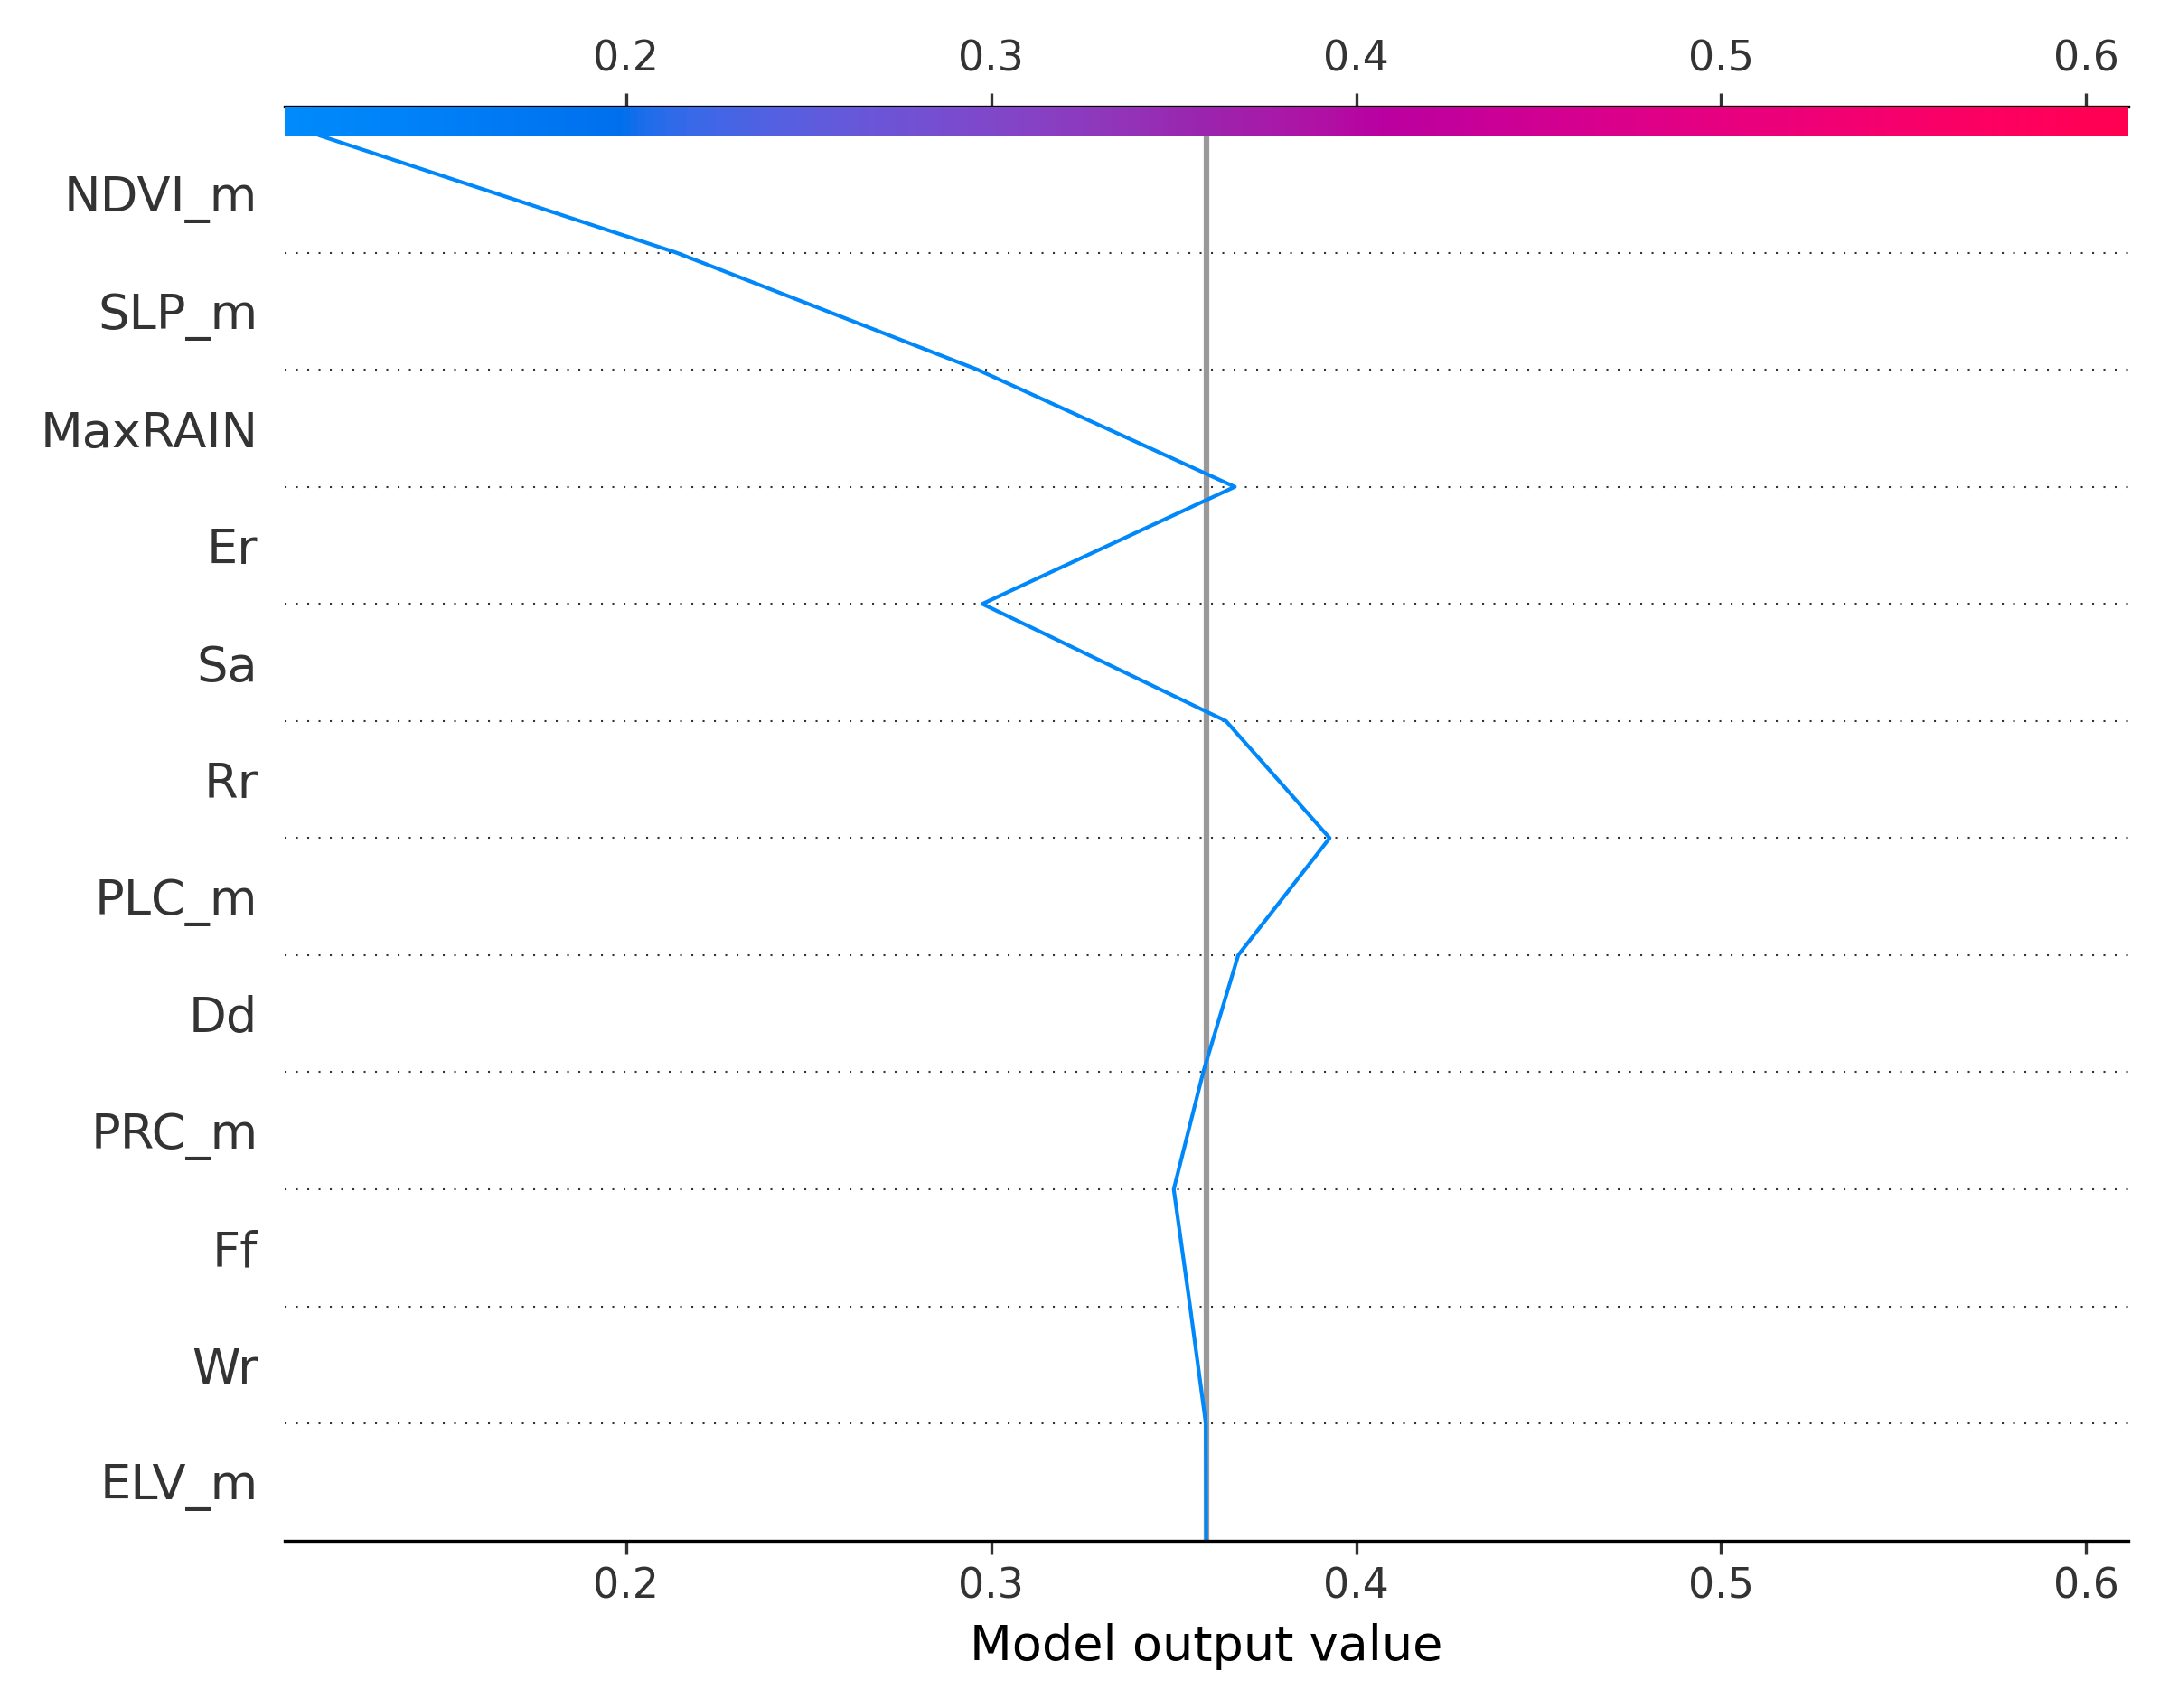 0.2 0.3 0.4 0.5 0.6
NDVI_m
SLP_m
MaxRAIN
Er
Sa
Rr
PLC_m
Dd
PRC_m
Ff
Wr
ELV_m
0.2 0.3 0.4 0.5 0.6
Model output value